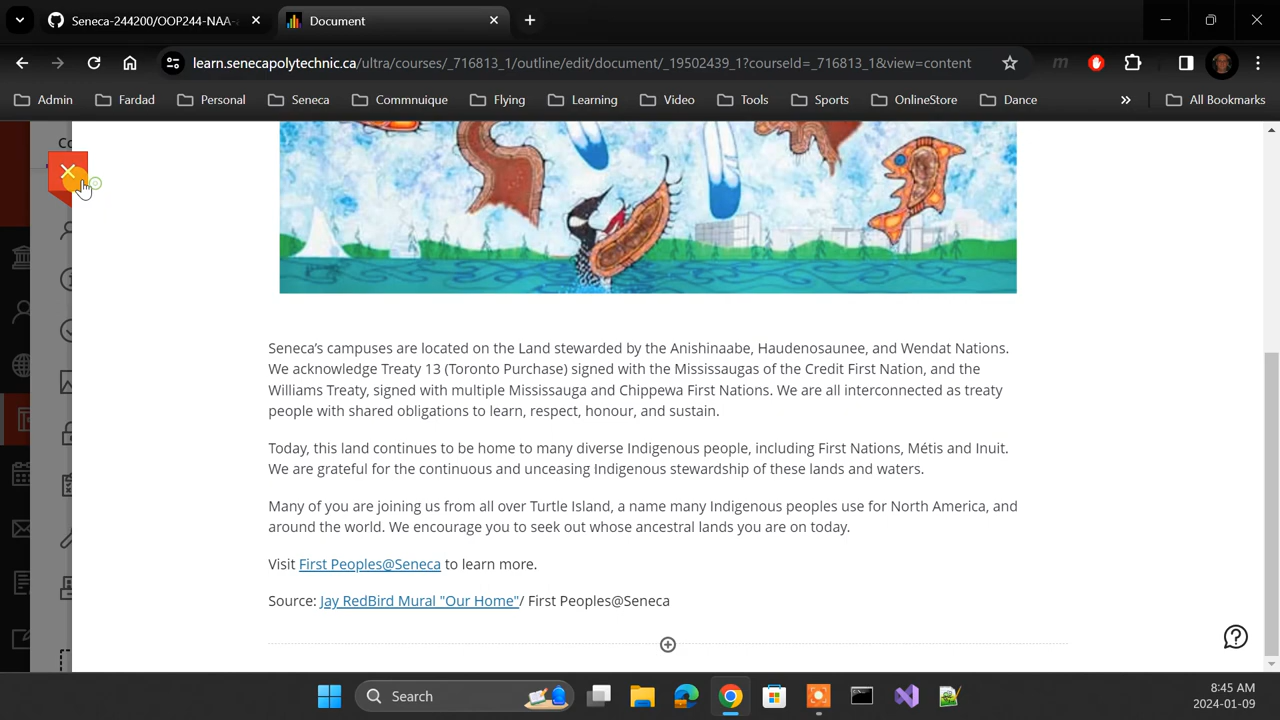 Seneca-244200/OOP244-NAA-
Document
learn.senecapolytechnic.ca/ultra/courses/_716813_1/outline/edit/document/_19502439_1?courseId=_716813_1&view=content
Admin
Fardad
Personal
Seneca
Commnuique
Flying
Learning
Video
Tools
Sports
OnlineStore
Dance
All Bookmarks
Seneca's campuses are located on the Land stewarded by the Anishinaabe, Haudenosaunee, and Wendat Nations.
We acknowledge Treaty 13 (Toronto Purchase) signed with the Mississaugas of the Credit First Nation, and the
Williams Treaty, signed with multiple Mississauga and Chippewa First Nations. We are all interconnected as treaty
people with shared obligations to learn, respect, honour, and sustain.
Today, this land continues to be home to many diverse Indigenous people, including First Nations, Métis and Inuit.
We are grateful for the continuous and unceasing Indigenous stewardship of these lands and waters.
Many of you are joining us from all over Turtle Island, a name many Indigenous peoples use for North America, and
around the world. We encourage you to seek out whose ancestral lands you are on today.
Visit First Peoples@Seneca to learn more.
Source: Jay RedBird Mural "Our Home"/ First Peoples@Seneca
Search
8:45 AM
2024-01-09